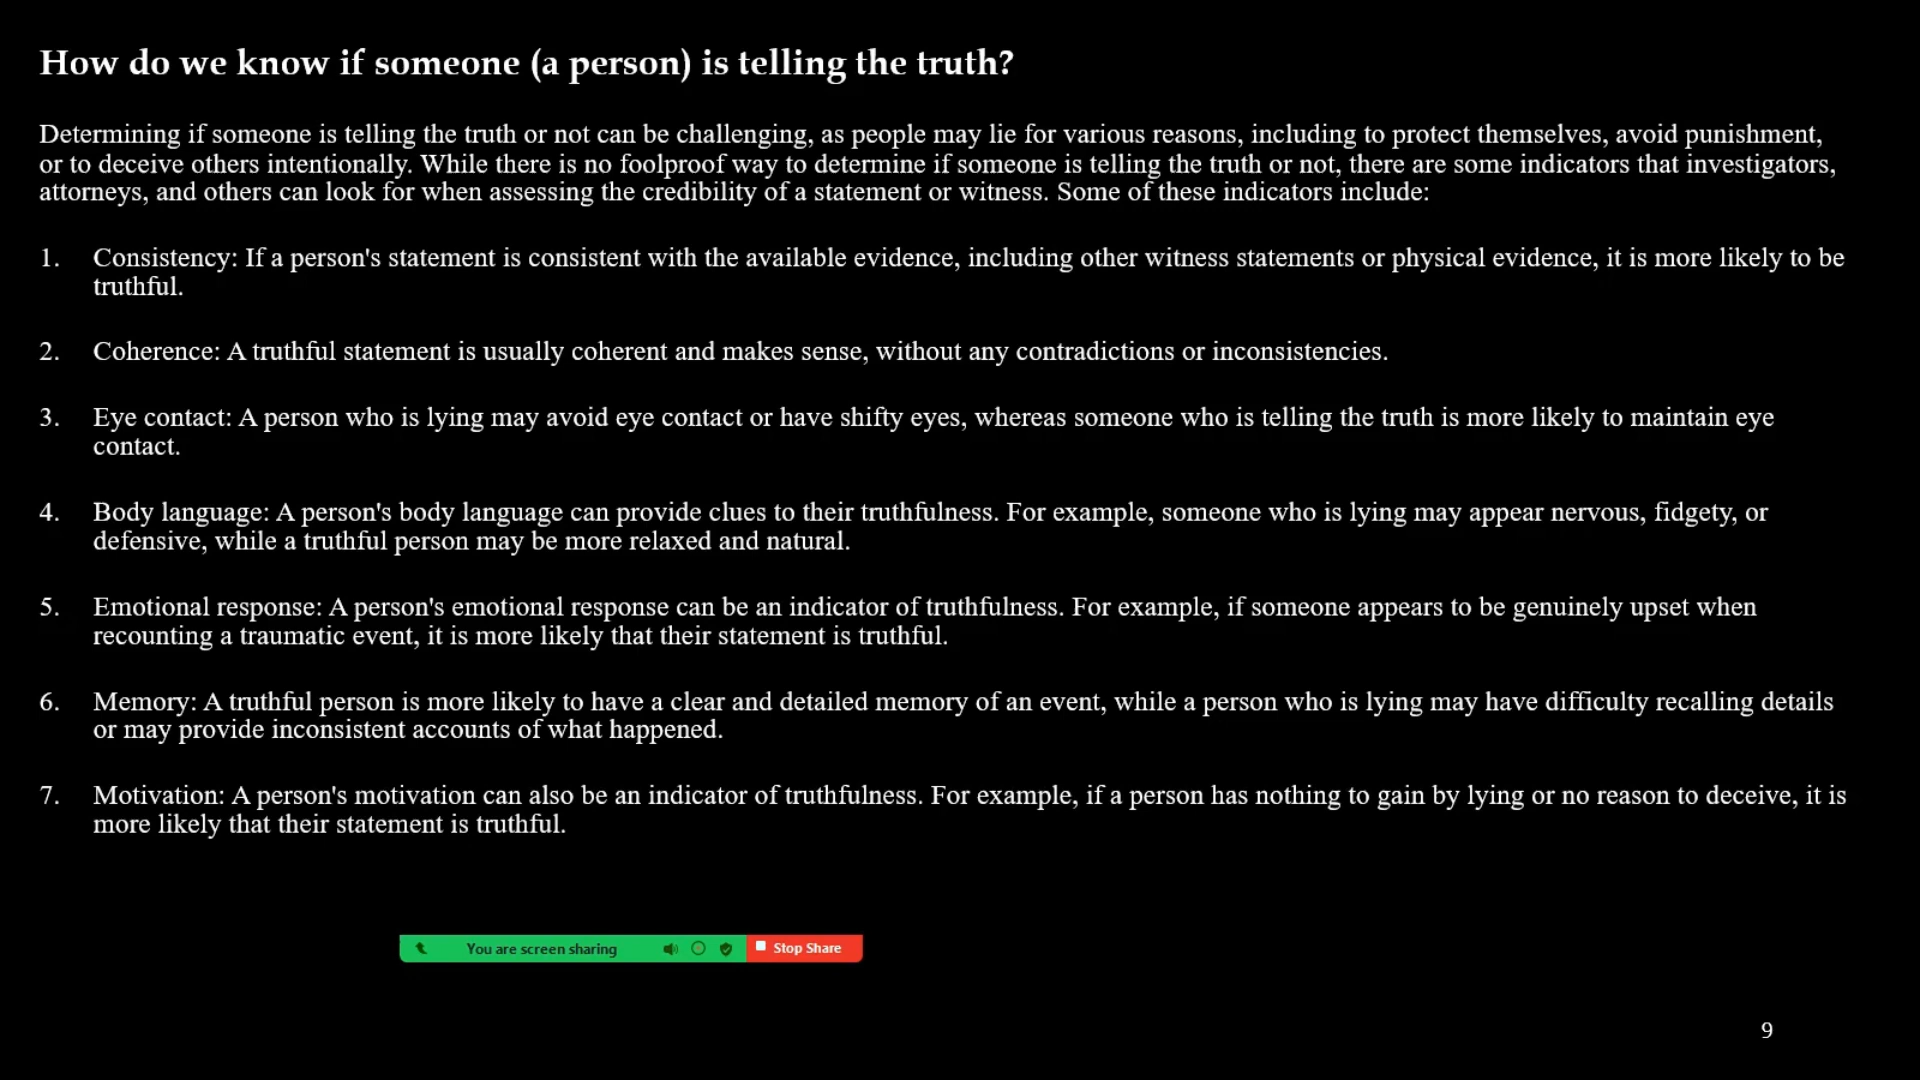 How do we know if someone (a person) is telling the truth?
Determining if someone is telling the truth or not can be challenging, as people may lie for various reasons, including to protect themselves, avoid punishment,
or to deceive others intentionally. While there is no foolproof way to determine if someone is telling the truth or not, there are some indicators that investigators,
attorneys, and others can look for when assessing the credibility of a statement or witness. Some of these indicators include:
1. Consistency: If a person's statement is consistent with the available evidence, including other witness statements or physical evidence, it is more likely to be
truthful.
2. Coherence: A truthful statement is usually coherent and makes sense, without any contradictions or inconsistencies.
3. Eye contact: A person who is lying may avoid eye contact or have shifty eyes, whereas someone who is telling the truth is more likely to maintain eye
contact.
4. Body language: A person's body language can provide clues to their truthfulness. For example, someone who is lying may appear nervous, fidgety, or
defensive, while a truthful person may be more relaxed and natural.
5. Emotional response: A person's emotional response can be an indicator of truthfulness. For example, if someone appears to be genuinely upset when
recounting a traumatic event, it is more likely that their statement is truthful.
6. Memory: A truthful person is more likely to have a clear and detailed memory of an event, while a person who is lying may have difficulty recalling details
or may provide inconsistent accounts of what happened.
7. Motivation: A person's motivation can also be an indicator of truthfulness. For example, if a person has nothing to gain by lying or no reason to deceive, it is
more likely that their statement is truthful.
You are screen sharing Stop Share
9